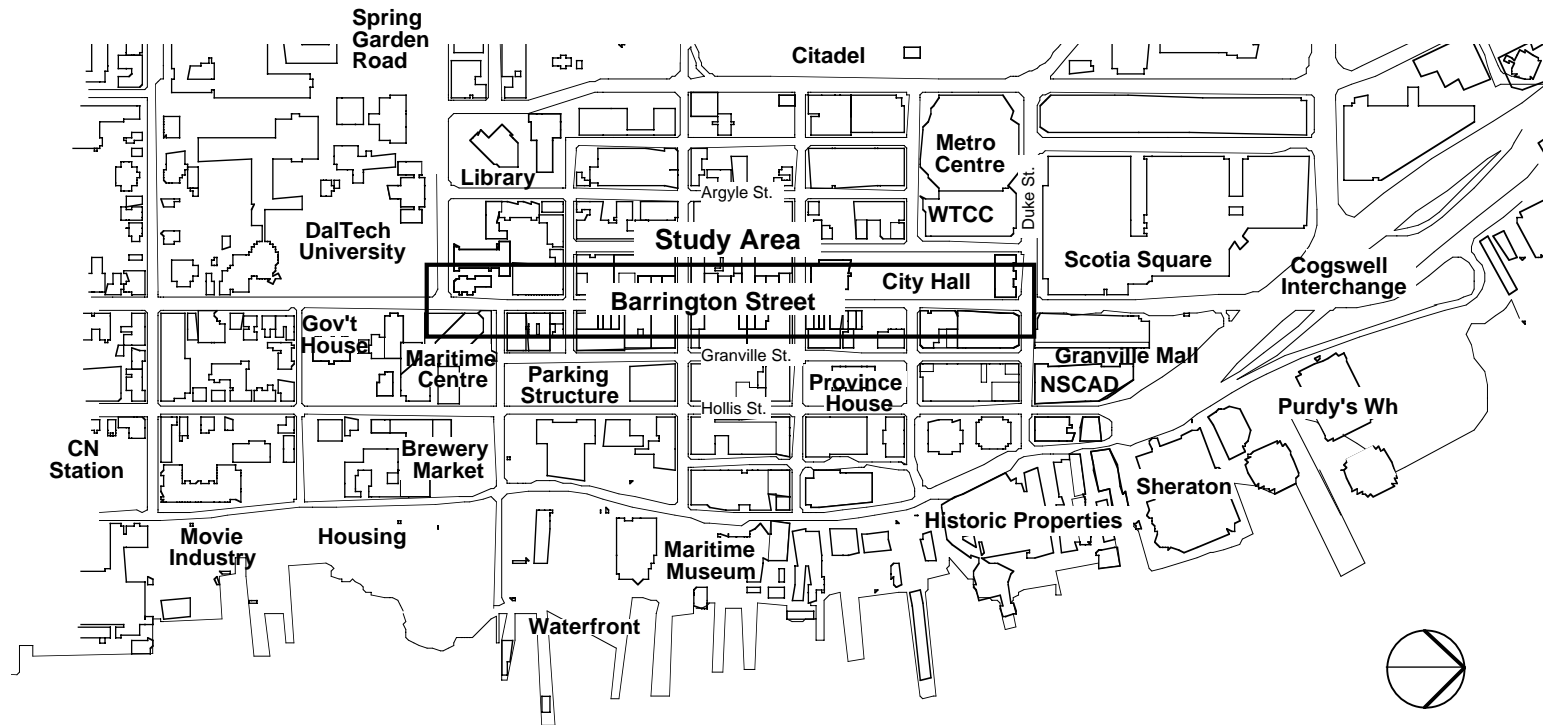 Spring
Garden
Road
Citadel
Metro
Centre
Library
Argyle St.
Duke St.
WTCC
DalTech
University
Study Area
Scotia Square
Cogswell
Interchange
City Hall
Barrington Street
Gov't
House
Maritime
Centre
Granville St.
Granville Mall
Parking
Structure
Province
House
NSCAD
Hollis St.
Purdy's Wh
CN
Station
Brewery
Market
Sheraton
Historic Properties
Movie
Industry
Housing
Maritime
Museum
Waterfront